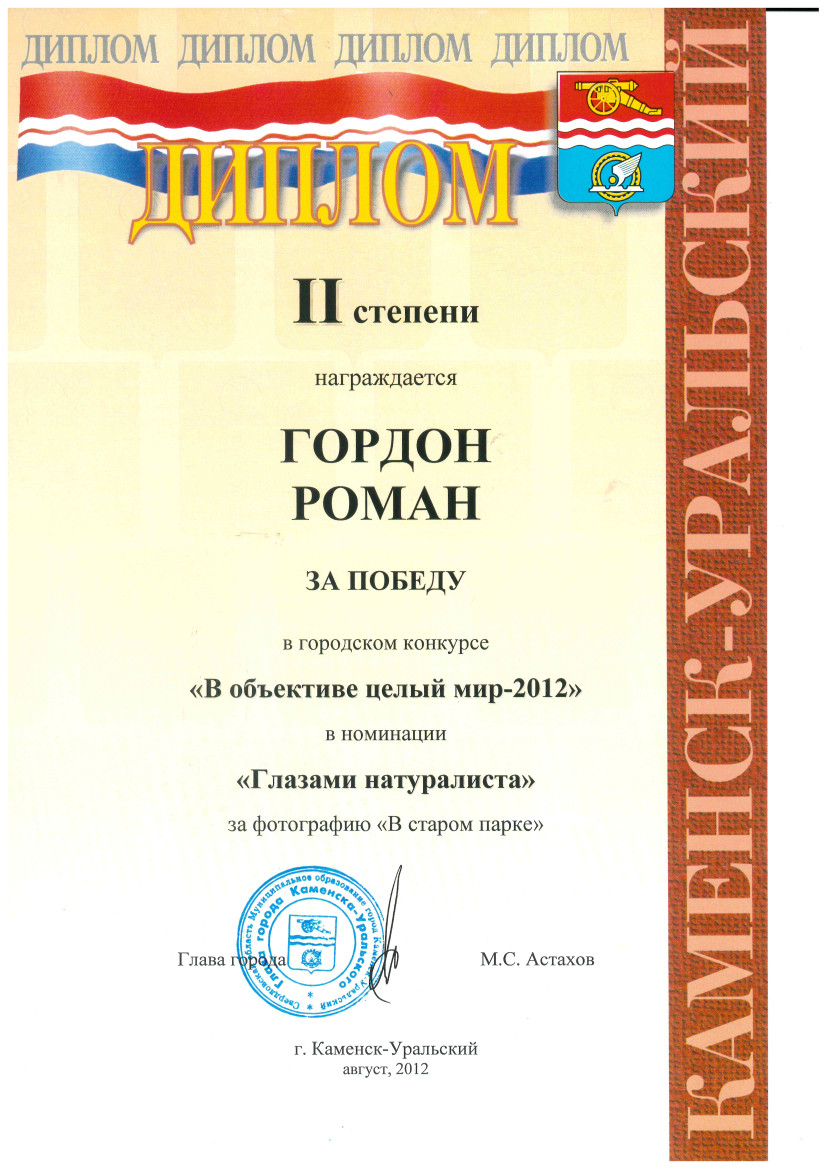 ДИПЛОМ ДИПЛОМ ДИПЛОМ ДИПЛОМ
ДИПЛОМ
II степени
награждается
ГОРДОН
РОМАН
ЗА ПОБЕДУ
в городском конкурсе
«В объективе целый мир-2012»
в номинации
«Глазами натуралиста»
за фотографию «В старом парке»
Свердловская область Муниципальное образование город Каменск-Уральский *
Глава города Каменска-Уральского *
Глава города
М.С. Астахов
г. Каменск-Уральский
август, 2012
КАМЕНСК-УРАЛЬСКИЙ